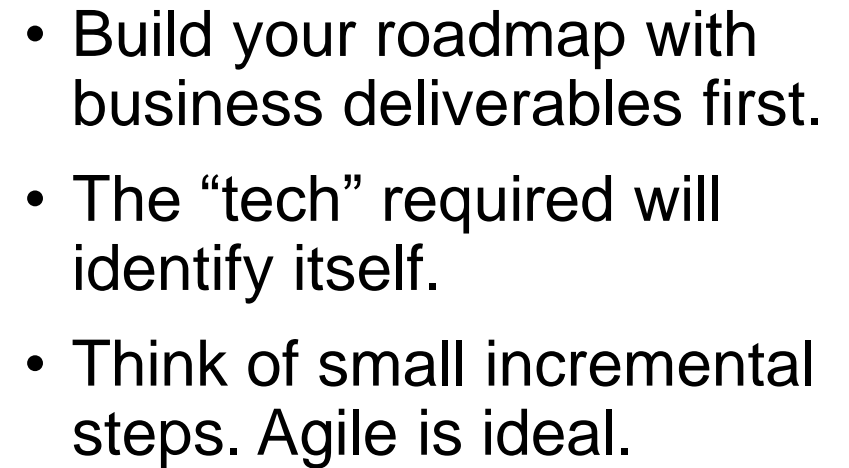 • Build your roadmap with
business deliverables first.
• The “tech” required will
identify itself.
• Think of small incremental
steps. Agile is ideal.